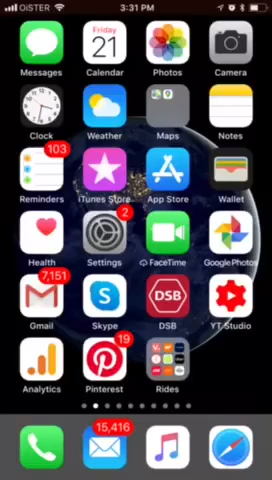 OiSTER 3:31 PM
Friday
21
Messages Calendar Photos Camera
Clock Weather Maps Notes
103
Reminders iTunes Store App Store Wallet
2
Health Settings FaceTime Google Photos
7,151
DSB
Gmail Skype DSB YT Studio
19
Analytics Pinterest Rides
15,416